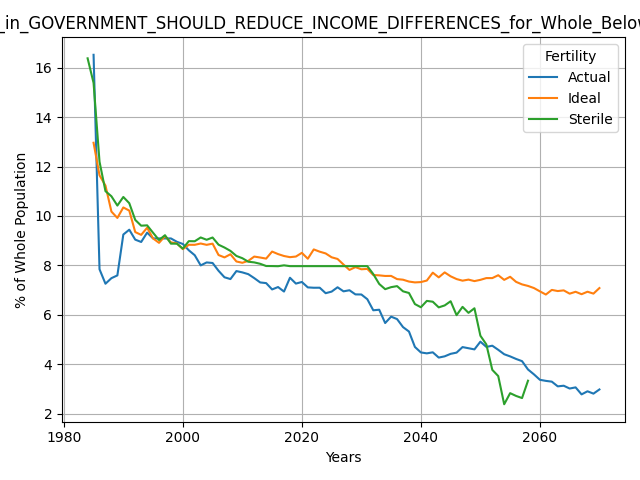 _in_GOVERNMENT_SHOULD_REDUCE_INCOME_DIFFERENCES_for_Whole_Below
Fertility
Actual
Ideal
Sterile
% of Whole Population
16
14
12
10
8
6
4
2
1980 2000 2020 2040 2060
Years